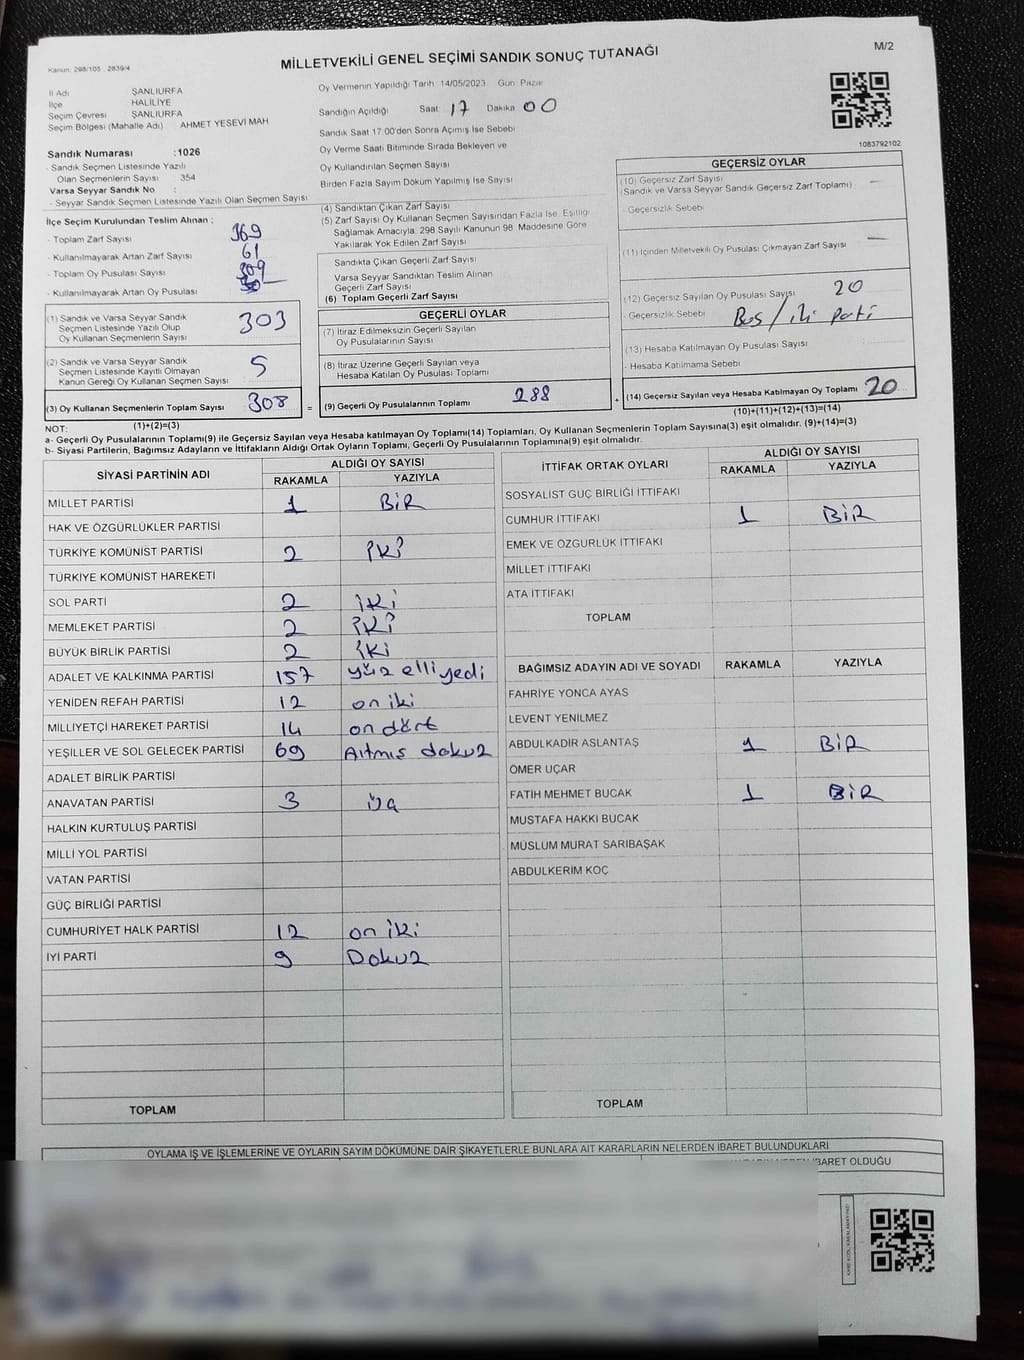 M/2
Kanun: 298/105 , 2839/4
MİLLETVEKİLİ GENEL SEÇİMİ SANDIK SONUÇ TUTANAĞI
İl Adı ŞANLIURFA
İlçe HALİLİYE
Seçim Çevresi ŞANLIURFA
Seçim Bölgesi (Mahalle Adı) AHMET YESEVİ MAH
Sandık Numarası :1026
- Sandık Seçmen Listesinde Yazılı
Olan Seçmenlerin Sayısı 354
Varsa Seyyar Sandık No :
- Seyyar Sandık Seçmen Listesinde Yazılı Olan Seçmen Sayısı
Oy Vermenin Yapıldığı Tarih 14/05/2023 Gün Pazar
Sandığın Açıldığı Saat 17 Dakika 00
Sandık Saat 17.00'den Sonra Açımış İse Sebebi
Oy Verme Saati Bitiminde Sırada Bekleyen ve
Oy Kullandırılan Seçmen Sayısı
Birden Fazla Sayım Döküm Yapılmış İse Sayısı
1083792102
İlçe Seçim Kurulundan Teslim Alınan :
- Toplam Zarf Sayısı 369
- Kullanılmayarak Artan Zarf Sayısı 61
- Toplam Oy Pusulası Sayısı
- Kullanılmayarak Artan Oy Pusulası
(1) Sandık ve Varsa Seyyar Sandık
Seçmen Listesinde Yazılı Olup
Oy Kullanan Seçmenlerin Sayısı 303
(2) Sandık ve Varsa Seyyar Sandık
Seçmen Listesinde Kayıtlı Olmayan
Kanun Gereği Oy Kullanan Seçmen Sayısı 5
(3) Oy Kullanan Seçmenlerin Toplam Sayısı 308
(1)+(2)=(3)
(4) Sandıktan Çıkan Zarf Sayısı
(5) Zarf Sayısı Oy Kullanan Seçmen Sayısından Fazla İse, Eşitliği
Sağlamak Amacıyla; 298 Sayılı Kanunun 98. Maddesine Göre
Yakılarak Yok Edilen Zarf Sayısı
Sandıkta Çıkan Geçerli Zarf Sayısı
Varsa Seyyar Sandıktan Teslim Alınan
Geçerli Zarf Sayısı
(6) Toplam Geçerli Zarf Sayısı
GEÇERLİ OYLAR
(7) İtiraz Edilmeksizin Geçerli Sayılan
Oy Pusulalarının Sayısı
(8) İtiraz Üzerine Geçerli Sayılan veya
Hesaba Katılan Oy Pusulası Toplamı
= (9) Geçerli Oy Pusulalarının Toplamı 288
GEÇERSİZ OYLAR
(10) Geçersiz Zarf Sayısı
(Sandık ve Varsa Seyyar Sandık Geçersiz Zarf Toplamı) —
- Geçersizlik Sebebi
(11) İçinden Milletvekili Oy Pusulası Çıkmayan Zarf Sayısı —
(12) Geçersiz Sayılan Oy Pusulası Sayısı 20
- Geçersizlik Sebebi Boş / iki parti
(13) Hesaba Katılmayan Oy Pusulası Sayısı
- Hesaba Katılmama Sebebi
+ (14) Geçersiz Sayılan veya Hesaba Katılmayan Oy Toplamı 20
(10)+(11)+(12)+(13)=(14)
NOT:
a- Geçerli Oy Pusulalarının Toplamı(9) ile Geçersiz Sayılan veya Hesaba katılmayan Oy Toplamı(14) Toplamları, Oy Kullanan Seçmenlerin Toplam Sayısına(3) eşit olmalıdır. (9)+(14)=(3)
b- Siyasi Partilerin, Bağımsız Adayların ve İttifakların Aldığı Ortak Oyların Toplamı, Geçerli Oy Pusulalarının Toplamına(9) eşit olmalıdır.
SİYASİ PARTİNİN ADI ALDIĞI OY SAYISI
RAKAMLA YAZIYLA
MİLLET PARTİSİ 1 BİR
HAK VE ÖZGÜRLÜKLER PARTİSİ
TÜRKİYE KOMÜNİST PARTİSİ 2 İKİ
TÜRKİYE KOMÜNİST HAREKETİ
SOL PARTİ 2 İKİ
MEMLEKET PARTİSİ 2 İKİ
BÜYÜK BİRLİK PARTİSİ 2 İKİ
ADALET VE KALKINMA PARTİSİ 157 yüz elli yedi
YENİDEN REFAH PARTİSİ 12 on iki
MİLLİYETÇİ HAREKET PARTİSİ 14 on dört
YEŞİLLER VE SOL GELECEK PARTİSİ 69 Altmış dokuz
ADALET BİRLİK PARTİSİ
ANAVATAN PARTİSİ 3 üç
HALKIN KURTULUŞ PARTİSİ
MİLLİ YOL PARTİSİ
VATAN PARTİSİ
GÜÇ BİRLİĞİ PARTİSİ
CUMHURİYET HALK PARTİSİ 12 on iki
İYİ PARTİ 9 Dokuz
TOPLAM
İTTİFAK ORTAK OYLARI ALDIĞI OY SAYISI
RAKAMLA YAZIYLA
SOSYALİST GÜÇ BİRLİĞİ İTTİFAKI
CUMHUR İTTİFAKI 1 BİR
EMEK VE ÖZGÜRLÜK İTTİFAKI
MİLLET İTTİFAKI
ATA İTTİFAKI
TOPLAM
BAĞIMSIZ ADAYIN ADI VE SOYADI RAKAMLA YAZIYLA
FAHRİYE YONCA AYAS
LEVENT YENİLMEZ
ABDULKADİR ASLANTAŞ 1 BİR
ÖMER UÇAR
FATİH MEHMET BUCAK 1 BİR
MUSTAFA HAKKI BUCAK
MÜSLÜM MURAT SARIBAŞAK
ABDULKERİM KOÇ
TOPLAM
OYLAMA İŞ VE İŞLEMLERİNE VE OYLARIN SAYIM DÖKÜMÜNE DAİR ŞİKAYETLERLE BUNLARA AİT KARARLARIN NELERDEN İBARET BULUNDUKLARI
İBARET OLDUĞU